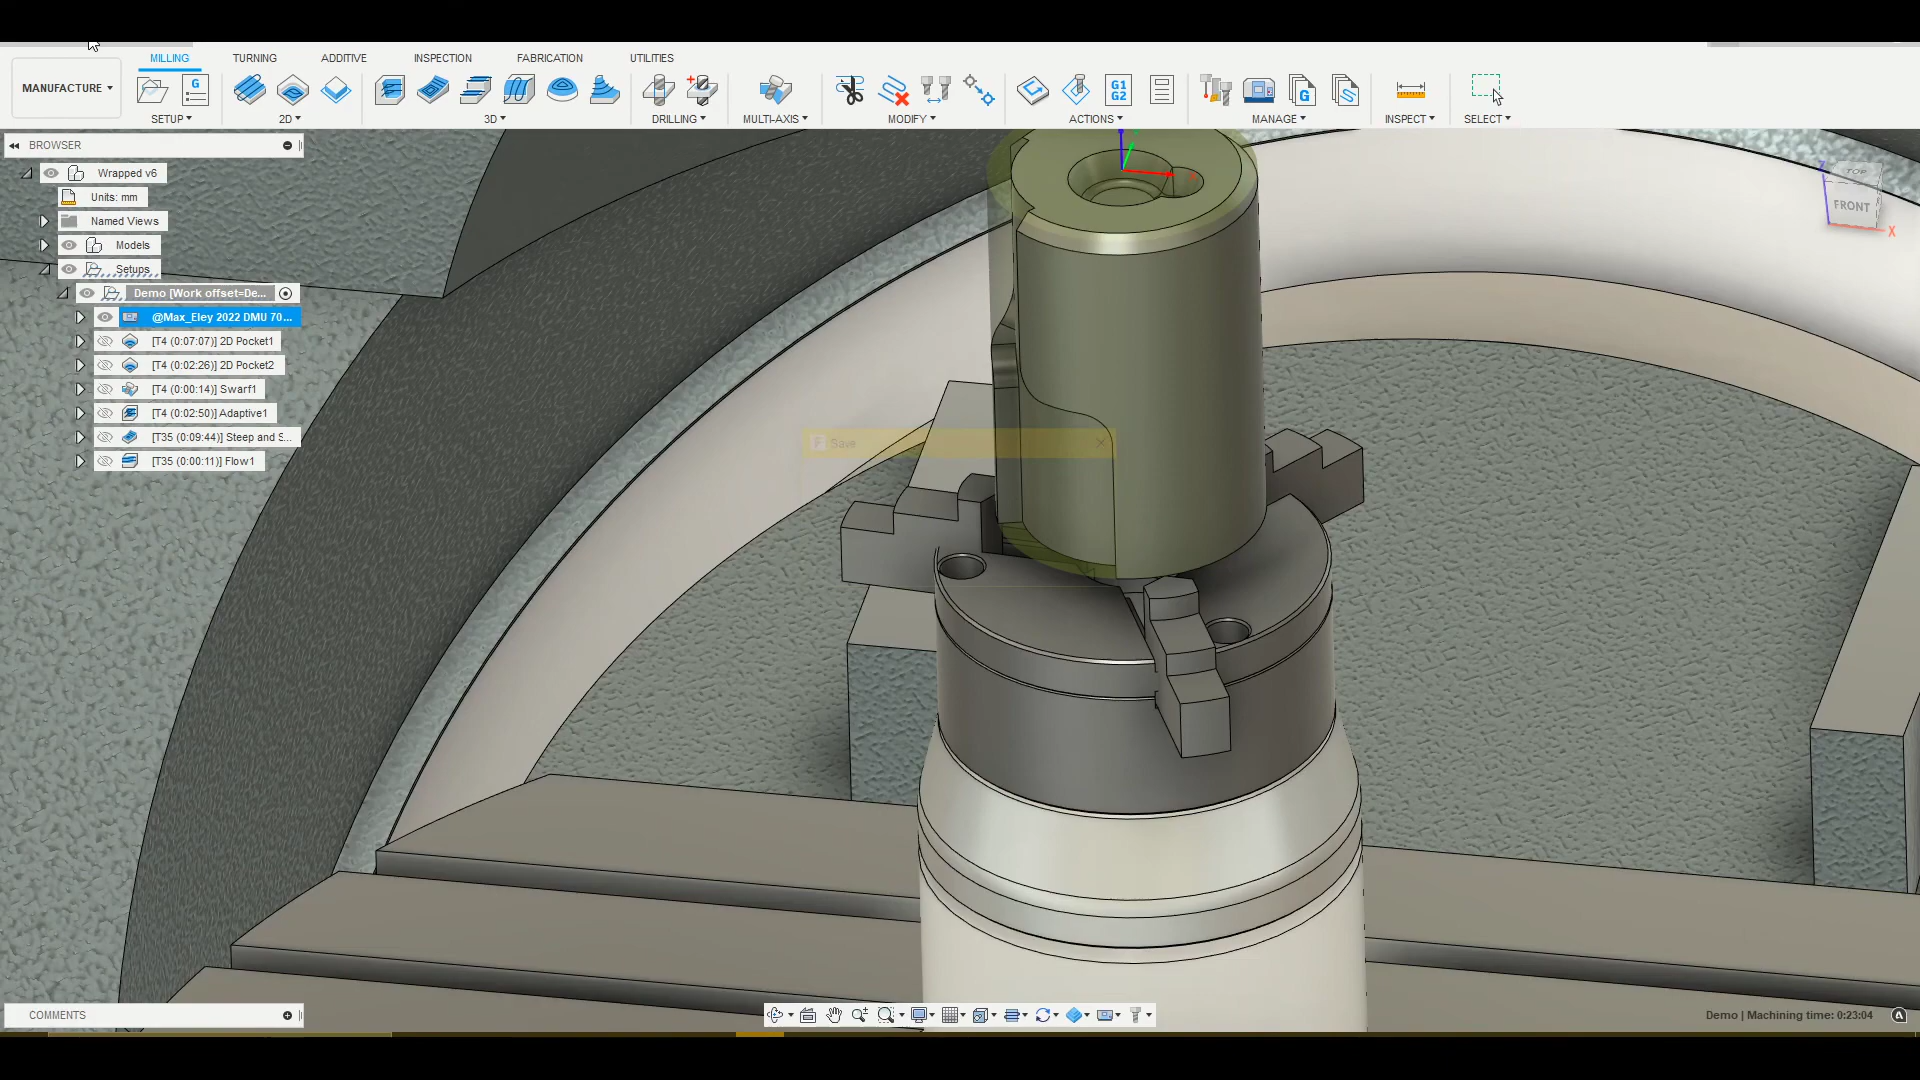 MILLING TURNING ADDITIVE INSPECTION FABRICATION UTILITIES
MANUFACTURE
G
G1
G2
G
SETUP 2D 3D DRILLING MULTI-AXIS MODIFY ACTIONS MANAGE INSPECT SELECT
BROWSER
Wrapped v6
Units: mm
Named Views
Models
Setups
Demo [Work offset=De...
@Max_Eley 2022 DMU 70...
[T4 (0:07:07)] 2D Pocket1
[T4 (0:02:26)] 2D Pocket2
[T4 (0:00:14)] Swarf1
[T4 (0:02:50)] Adaptive1
[T35 (0:09:44)] Steep and S...
[T35 (0:00:11)] Flow1
F Save
Z
TOP
FRONT
X
COMMENTS
Demo | Machining time: 0:23:04